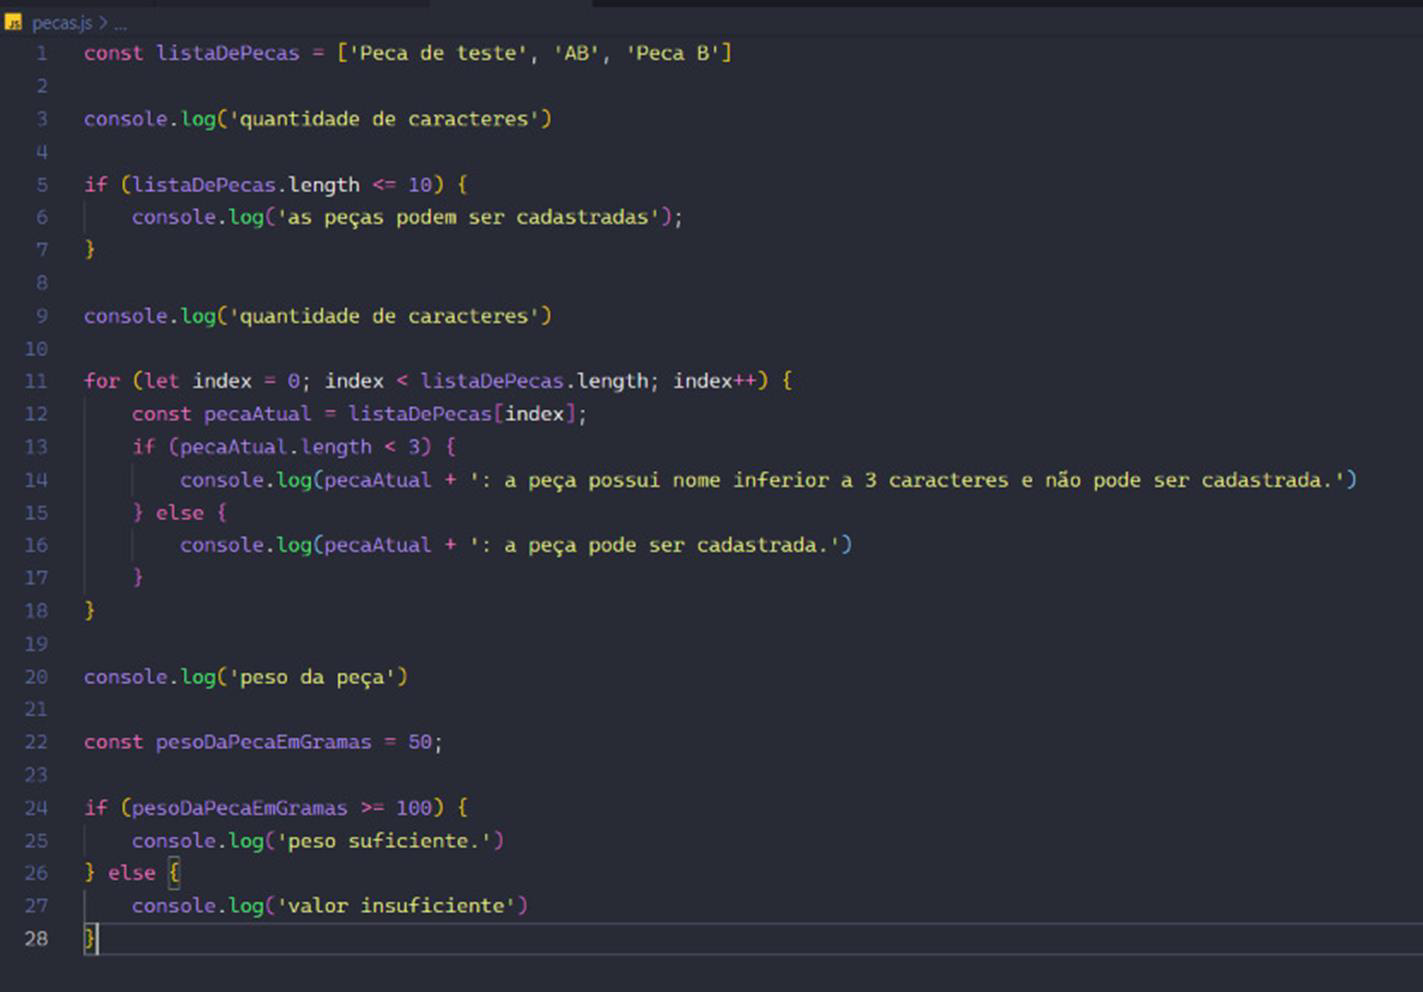 JS pecas.js > ...
1 const listaDePecas = ['Peca de teste', 'AB', 'Peca B']
2
3 console.log('quantidade de caracteres')
4
5 if (listaDePecas.length <= 10) {
6     console.log('as peças podem ser cadastradas');
7 }
8
9 console.log('quantidade de caracteres')
10
11 for (let index = 0; index < listaDePecas.length; index++) {
12     const pecaAtual = listaDePecas[index];
13     if (pecaAtual.length < 3) {
14         console.log(pecaAtual + ': a peça possui nome inferior a 3 caracteres e não pode ser cadastrada.')
15     } else {
16         console.log(pecaAtual + ': a peça pode ser cadastrada.')
17     }
18 }
19
20 console.log('peso da peça')
21
22 const pesoDaPecaEmGramas = 50;
23
24 if (pesoDaPecaEmGramas >= 100) {
25     console.log('peso suficiente.')
26 } else {
27     console.log('valor insuficiente')
28 }